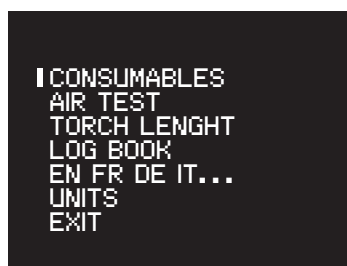 CONSUMABLES
AIR TEST
TORCH LENGHT
LOG BOOK
EN FR DE IT...
UNITS
EXIT